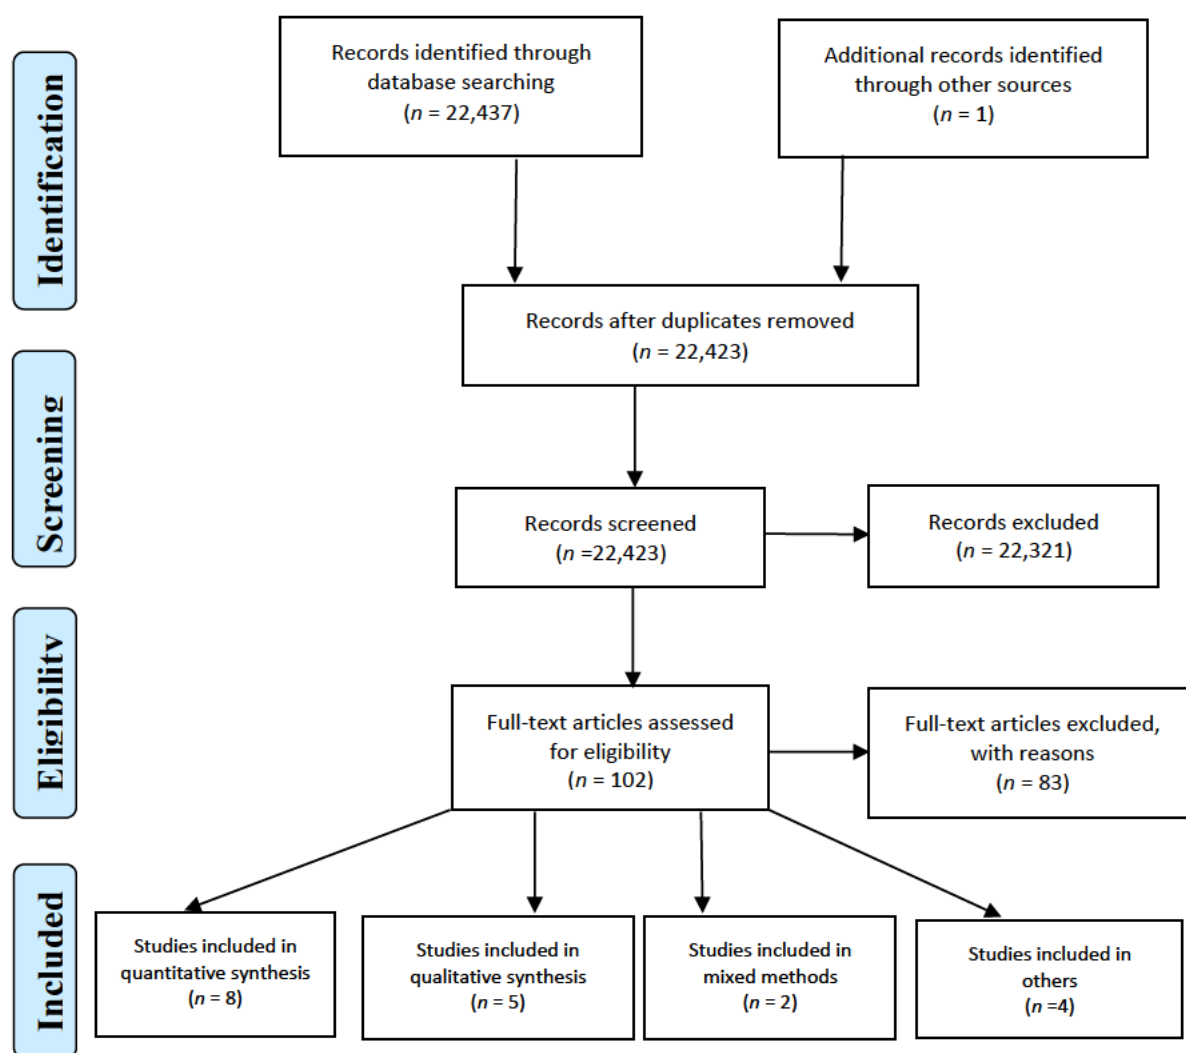 Identification
Records identified through
database searching
(n = 22,437)
Additional records identified
through other sources
(n = 1)
Records after duplicates removed
(n = 22,423)
Screening
Records screened
(n =22,423)
Records excluded
(n = 22,321)
Eligibility
Full-text articles assessed
for eligibility
(n = 102)
Full-text articles excluded,
with reasons
(n = 83)
Included
Studies included in
quantitative synthesis
(n = 8)
Studies included in
qualitative synthesis
(n = 5)
Studies included in
mixed methods
(n = 2)
Studies included in
others
(n =4)